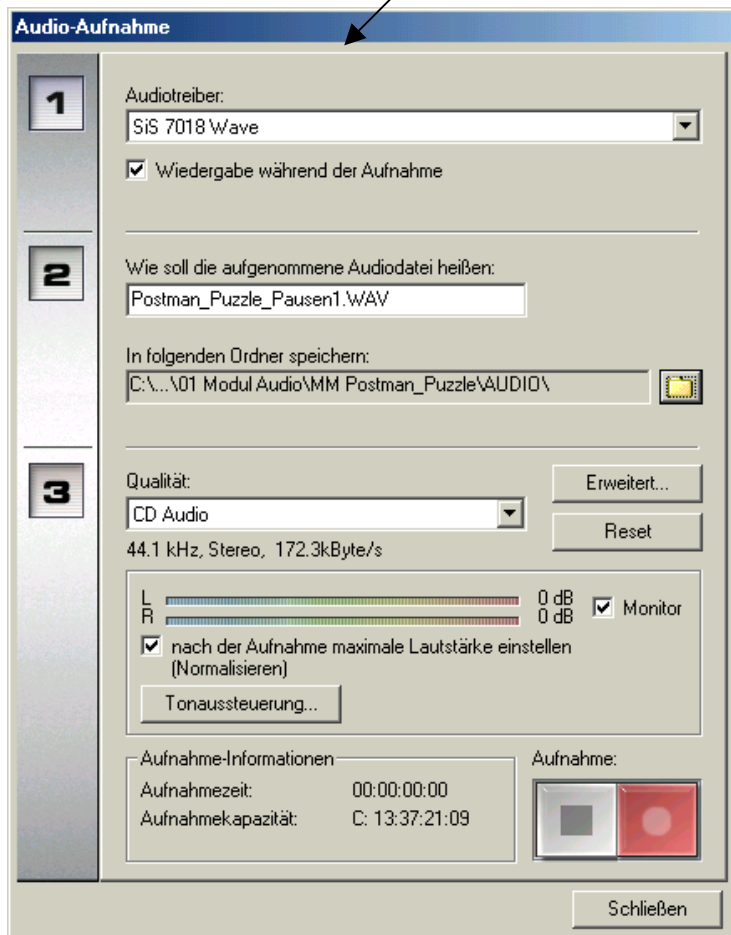 Audio-Aufnahme
1
Audiotreiber:
SiS 7018 Wave
Wiedergabe während der Aufnahme
2
Wie soll die aufgenommene Audiodatei heißen:
Postman_Puzzle_Pausen1.WAV
In folgenden Ordner speichern:
C:\...\01 Modul Audio\MM Postman_Puzzle\AUDIO\
3
Qualität:
Erweitert...
CD Audio
Reset
44.1 kHz, Stereo, 172.3kByte/s
L 0 dB
R 0 dB
Monitor
nach der Aufnahme maximale Lautstärke einstellen
(Normalisieren)
Tonaussteuerung...
Aufnahme-Informationen
Aufnahme:
Aufnahmezeit: 00:00:00:00
Aufnahmekapazität: C: 13:37:21:09
Schließen